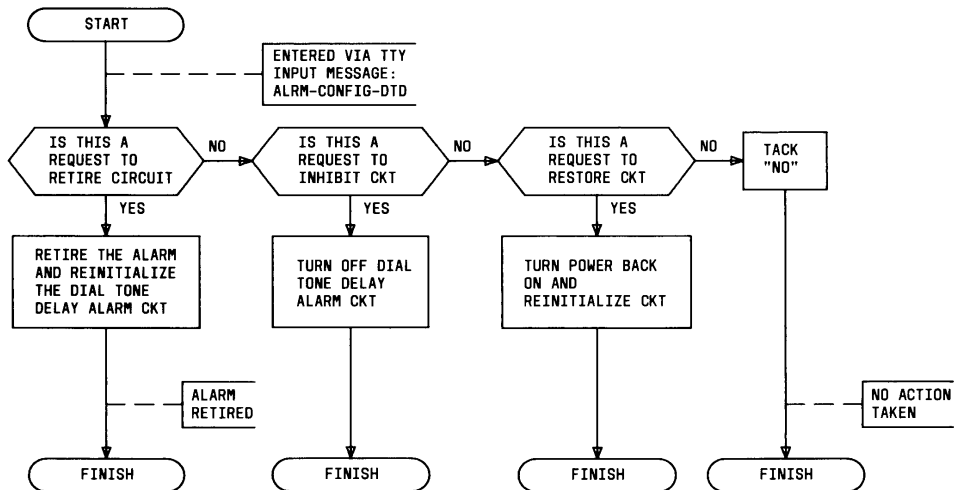 START
ENTERED VIA TTY
INPUT MESSAGE:
ALRM-CONFIG-DTD
IS THIS A
REQUEST TO
RETIRE CIRCUIT
NO
IS THIS A
REQUEST TO
INHIBIT CKT
NO
IS THIS A
REQUEST TO
RESTORE CKT
NO
TACK
"NO"
YES
YES
YES
RETIRE THE ALARM
AND REINITIALIZE
THE DIAL TONE
DELAY ALARM CKT
TURN OFF DIAL
TONE DELAY
ALARM CKT
TURN POWER BACK
ON AND
REINITIALIZE CKT
ALARM
RETIRED
NO ACTION
TAKEN
FINISH
FINISH
FINISH
FINISH